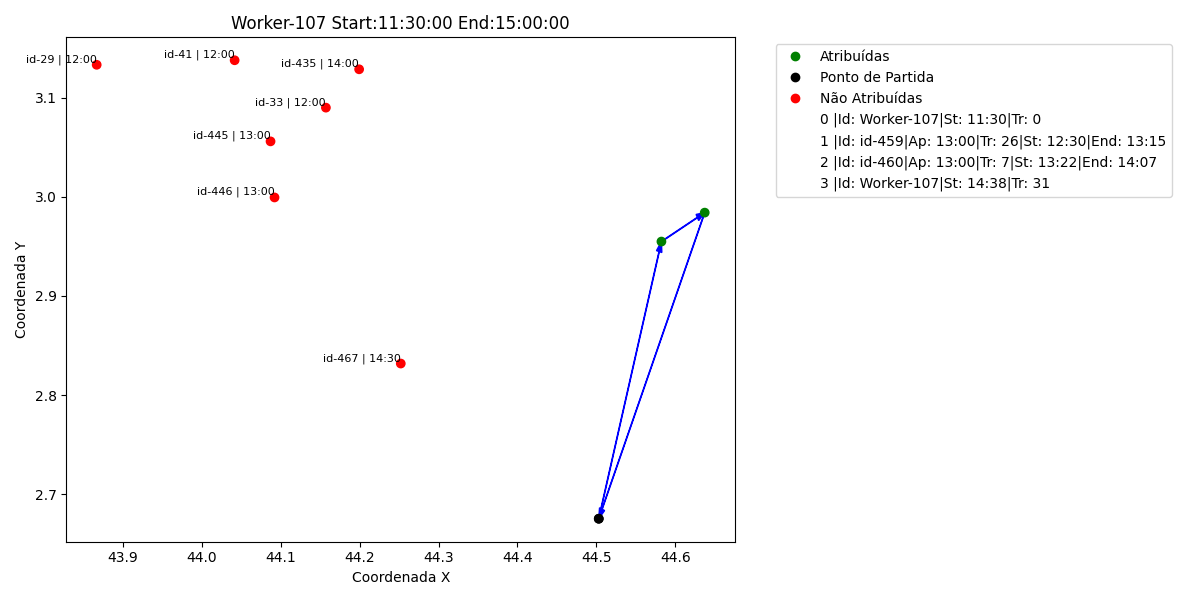 Worker-107 Start:11:30:00 End:15:00:00
id-29 | 12:00
id-41 | 12:00
id-435 | 14:00
id-33 | 12:00
id-445 | 13:00
id-446 | 13:00
id-467 | 14:30
3.1
3.0
2.9
2.8
2.7
Coordenada Y
43.9 44.0 44.1 44.2 44.3 44.4 44.5 44.6
Coordenada X
Atribuídas
Ponto de Partida
Não Atribuídas
0 |Id: Worker-107|St: 11:30|Tr: 0
1 |Id: id-459|Ap: 13:00|Tr: 26|St: 12:30|End: 13:15
2 |Id: id-460|Ap: 13:00|Tr: 7|St: 13:22|End: 14:07
3 |Id: Worker-107|St: 14:38|Tr: 31